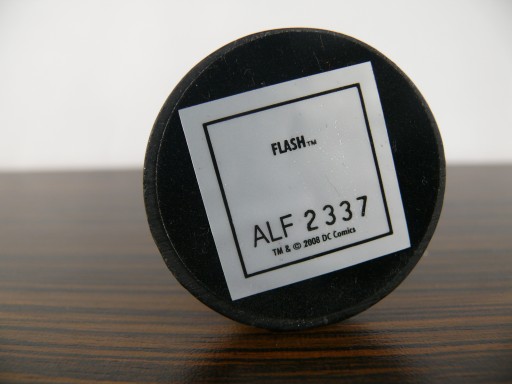 FLASH™
ALF 2337
TM & © 2008 DC Comics